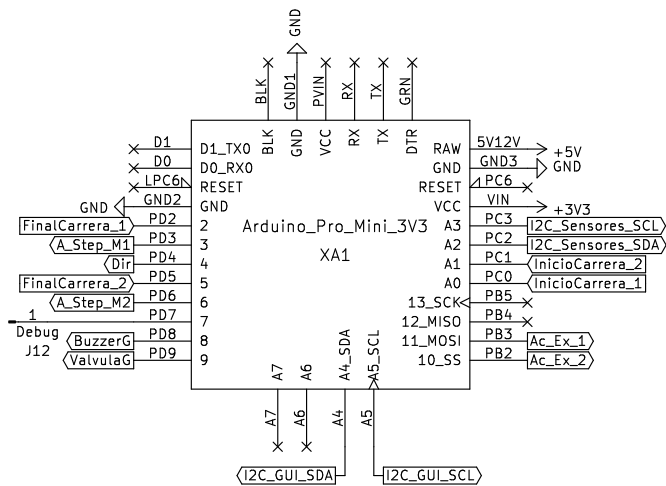 GND
BLK GND1 PVIN RX TX GRN
BLK GND VCC RX TX DTR
D1 D1_TX0 RAW 5V12V +5V
D0 D0_RX0 GND GND3 GND
LPC6 RESET RESET PC6
GND GND2 GND VCC VIN +3V3
FinalCarrera_1 PD2 2 Arduino_Pro_Mini_3V3 A3 PC3 I2C_Sensores_SCL
A_Step_M1 PD3 3 A2 PC2 I2C_Sensores_SDA
Dir PD4 4 XA1 A1 PC1 InicioCarrera_2
FinalCarrera_2 PD5 5 A0 PC0 InicioCarrera_1
A_Step_M2 PD6 6 13_SCK PB5
1 PD7 7 12_MISO PB4
Debug
J12
BuzzerG PD8 8 11_MOSI PB3 Ac_Ex_1
ValvulaG PD9 9 10_SS PB2 Ac_Ex_2
A7 A6 A4_SDA A5_SCL
A7 A6 A4 A5
I2C_GUI_SDA I2C_GUI_SCL